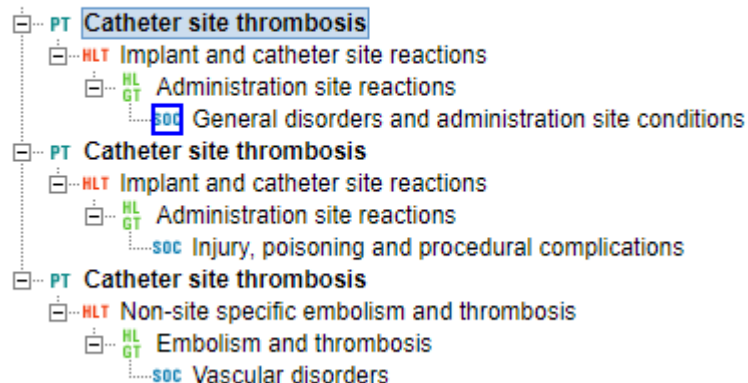 PT Catheter site thrombosis
HLT Implant and catheter site reactions
HLGT Administration site reactions
SOC General disorders and administration site conditions
PT Catheter site thrombosis
HLT Implant and catheter site reactions
HLGT Administration site reactions
SOC Injury, poisoning and procedural complications
PT Catheter site thrombosis
HLT Non-site specific embolism and thrombosis
HLGT Embolism and thrombosis
SOC Vascular disorders